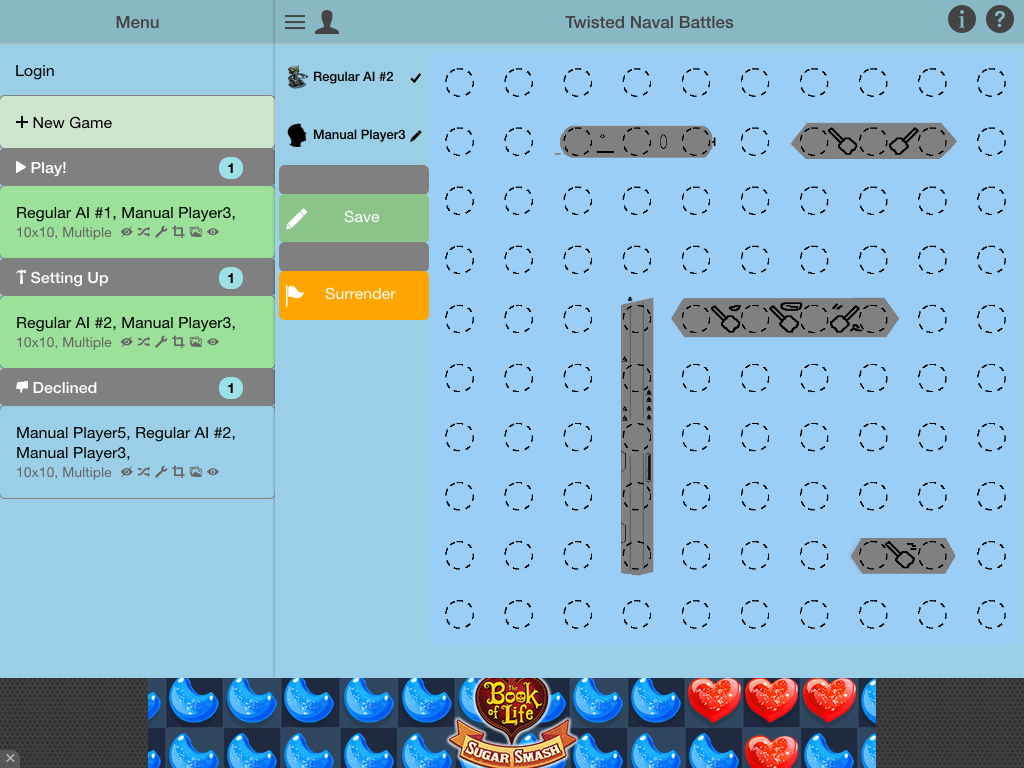 Menu
Twisted Naval Battles
i
?
Login
+ New Game
Play! 1
Regular AI #1, Manual Player3,
10x10, Multiple
Setting Up 1
Regular AI #2, Manual Player3,
10x10, Multiple
Declined 1
Manual Player5, Regular AI #2,
Manual Player3,
10x10, Multiple
Regular AI #2
Manual Player3
Save
Surrender
the
Book
of Life
SUGAR SMASH